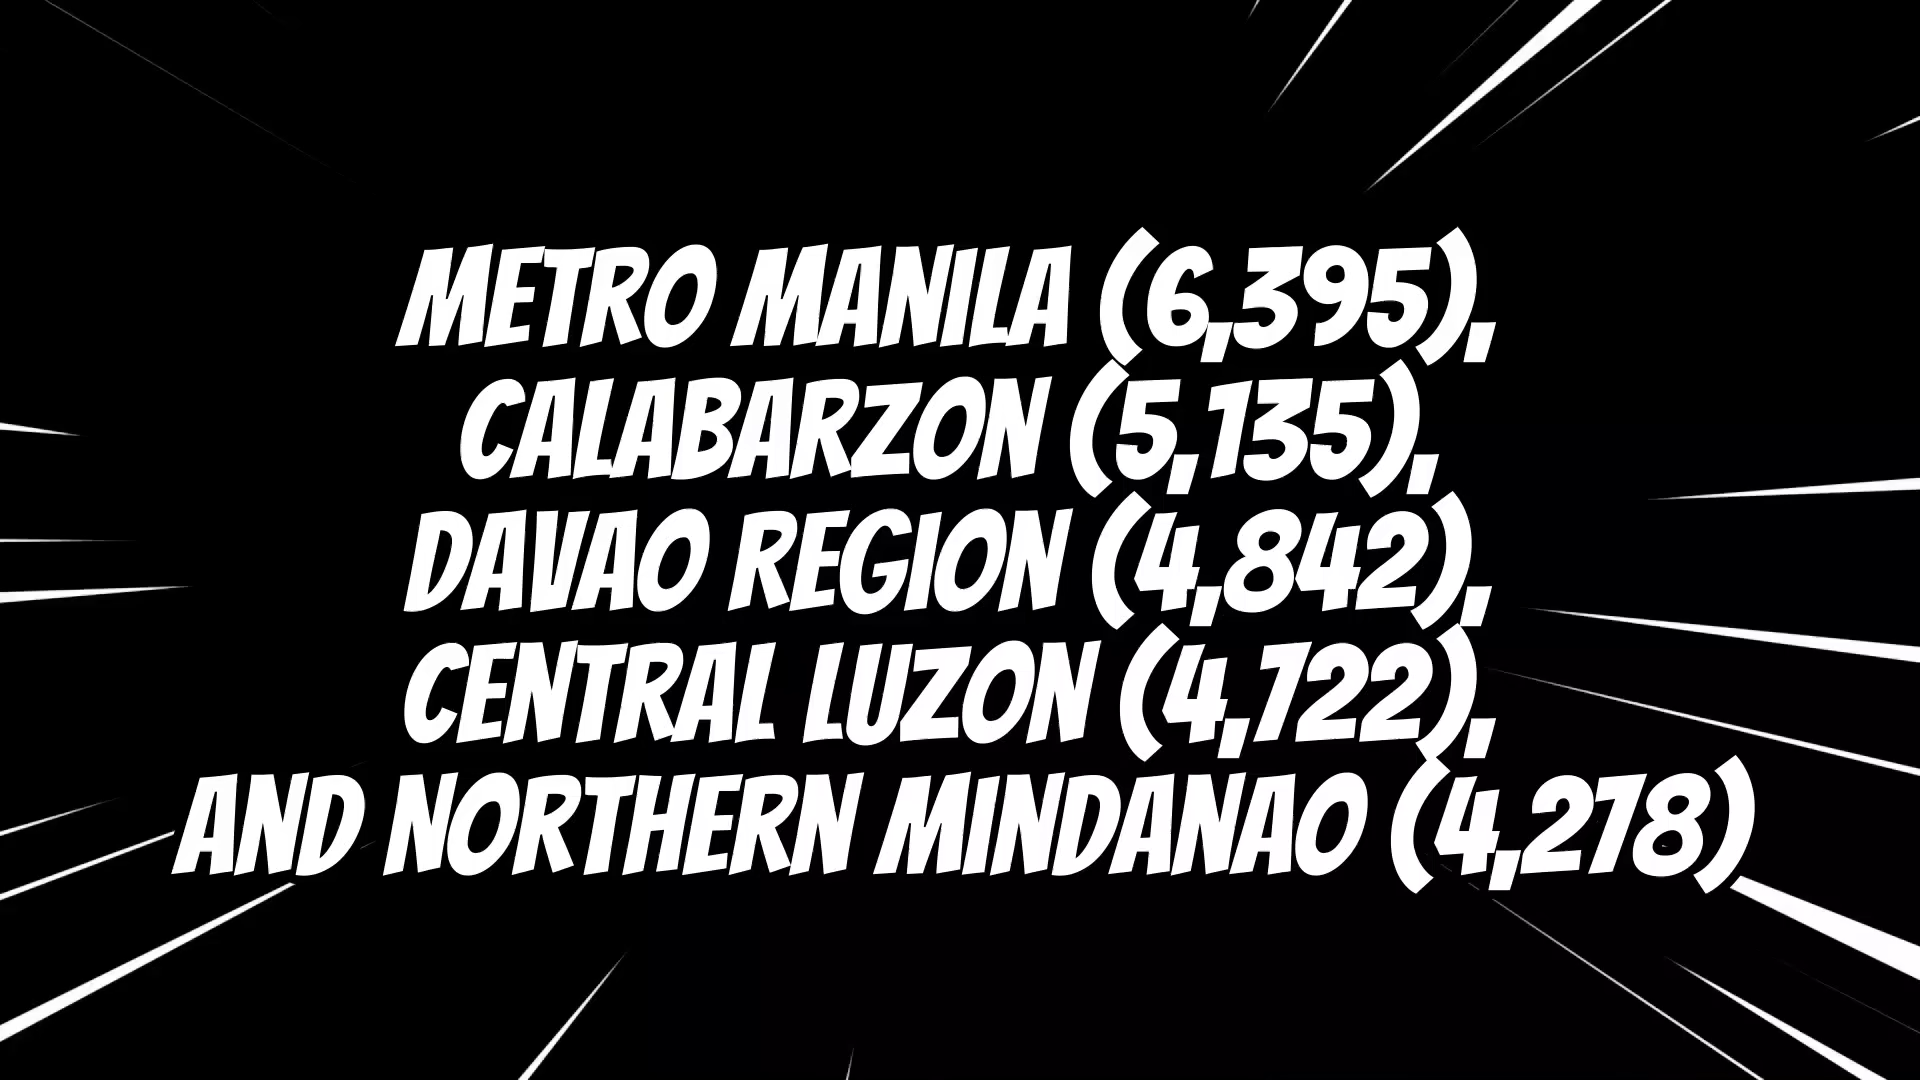 METRO MANILA (6,395),
CALABARZON (5,135),
DAVAO REGION (4,842),
CENTRAL LUZON (4,722),
AND NORTHERN MINDANAO (4,278)